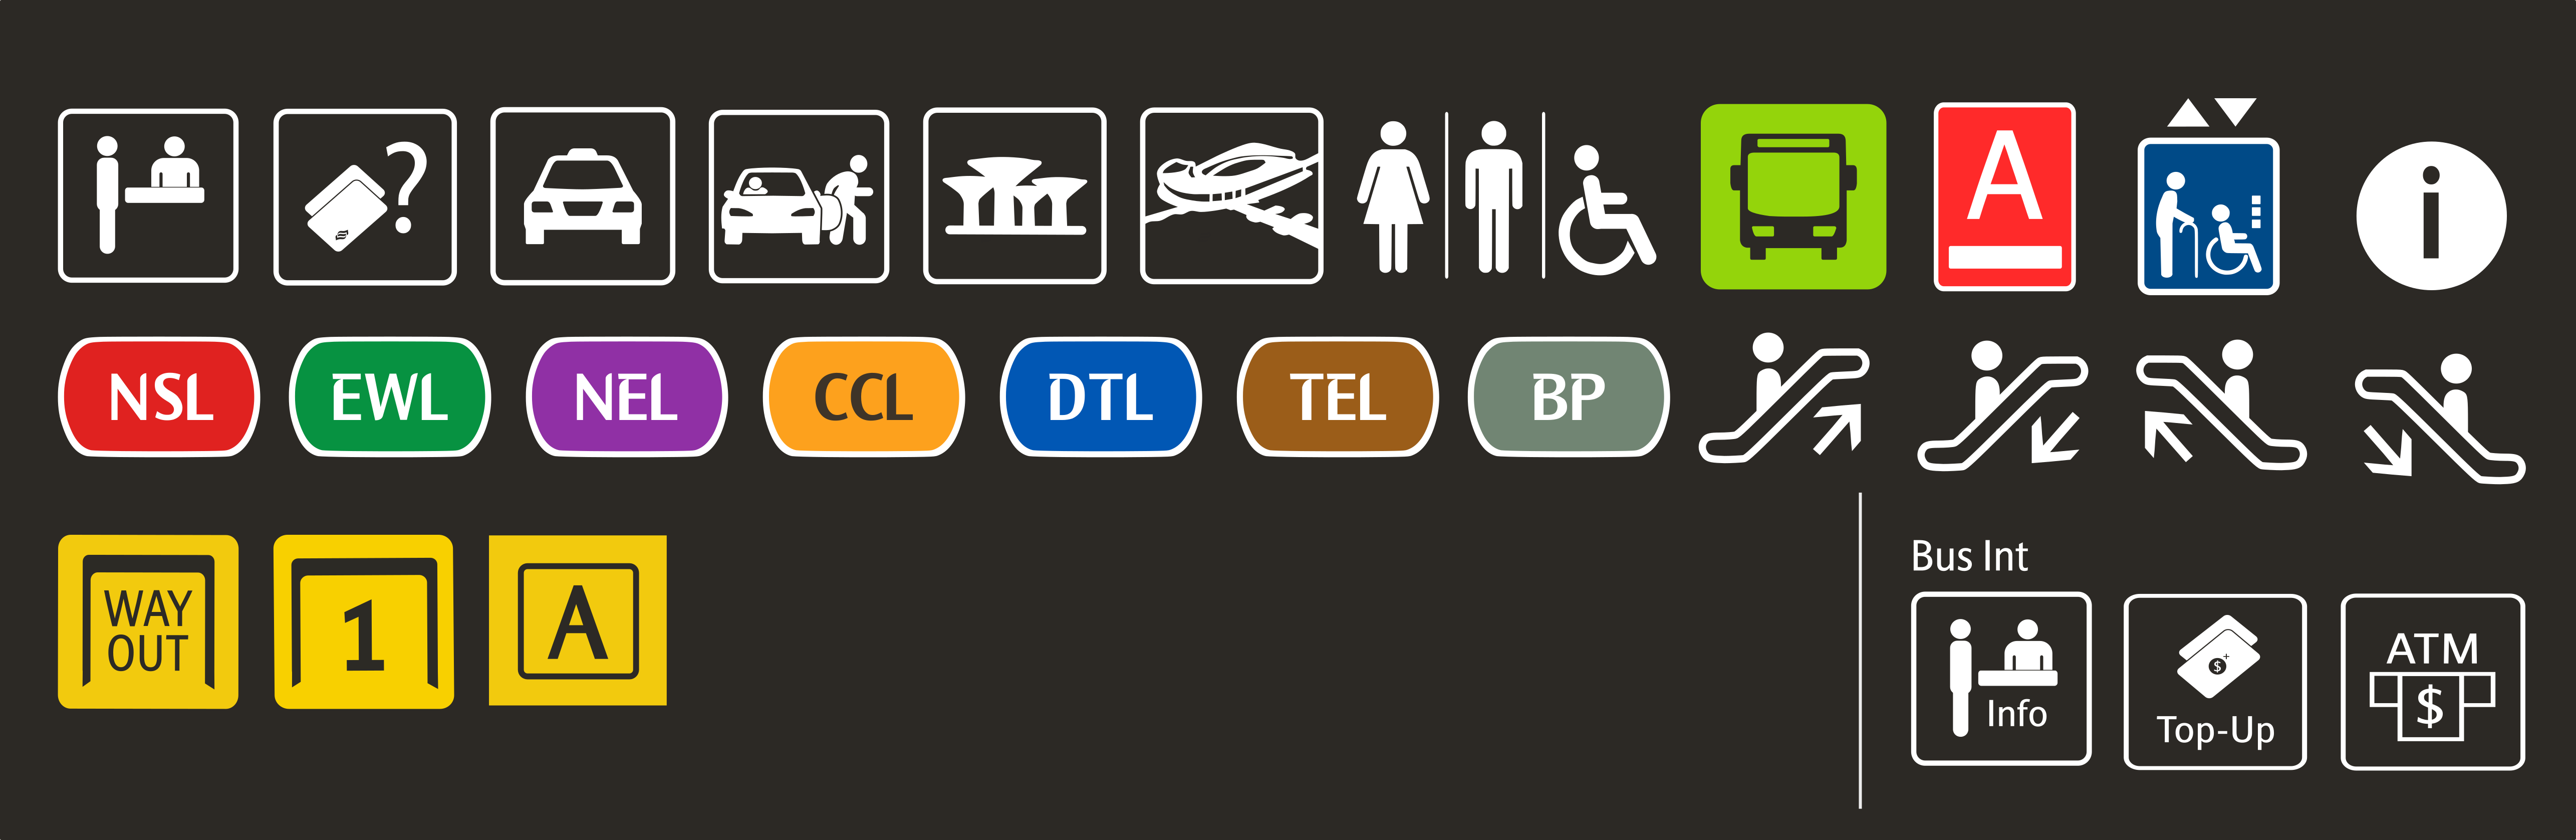 ?
A
i
NSL
EWL
NEL
CCL
DTL
TEL
BP
WAY
OUT
1
A
Bus Int
Info
$+
Top-Up
ATM
$